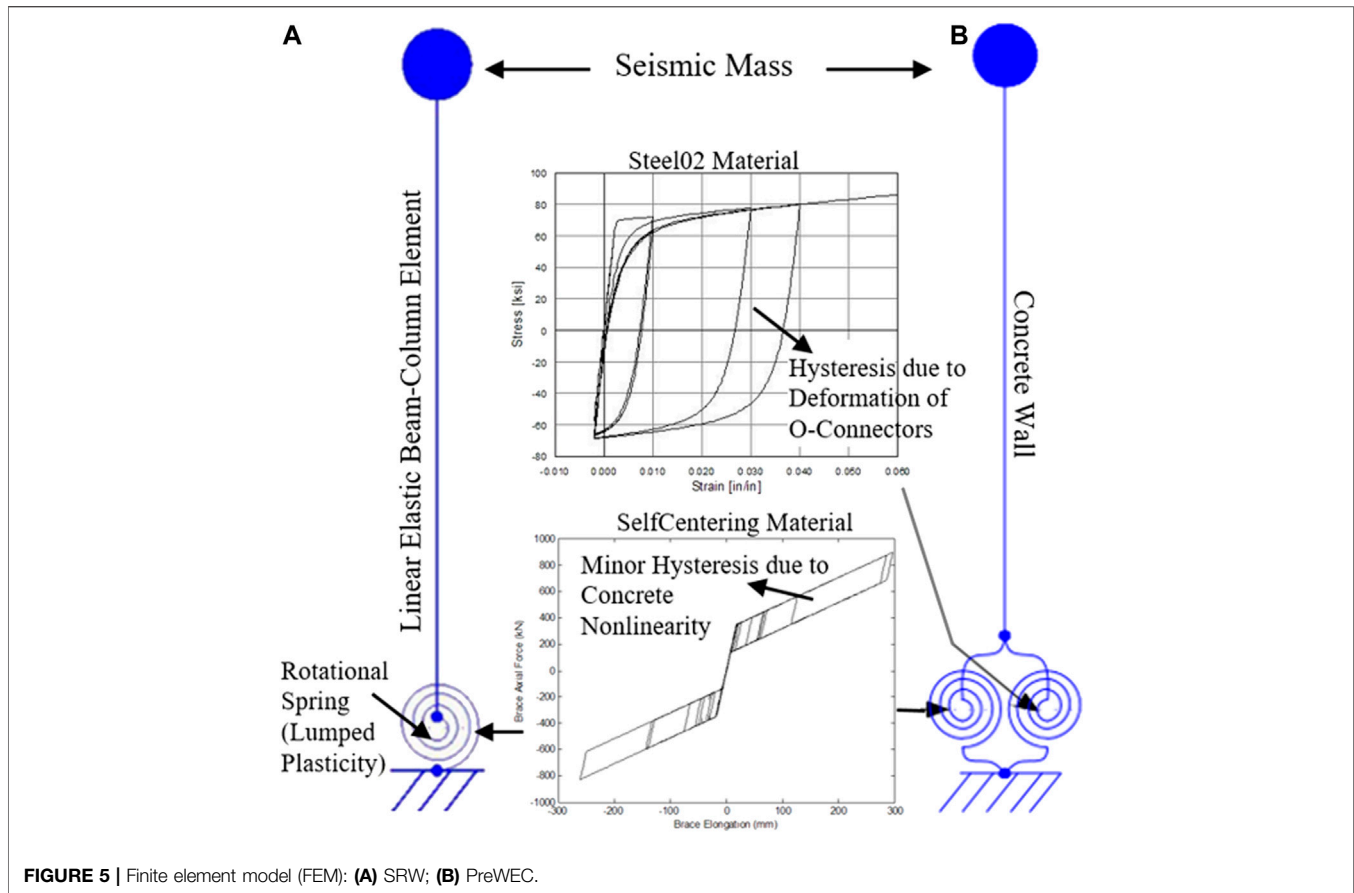 A
B
Seismic Mass
Linear Elastic Beam-Column Element
Concrete Wall
Steel02 Material
Stress [ksi]
100
80
60
40
20
0
-20
-40
-60
-80
-0.010 0.000 0.010 0.020 0.030 0.040 0.050 0.060
Strain [in/in]
Hysteresis due to
Deformation of
O-Connectors
SelfCentering Material
Brace Axial Force (kN)
1000
800
600
400
200
0
-200
-400
-600
-800
-1000
-300 -200 -100 0 100 200 300
Brace Elongation (mm)
Minor Hysteresis due to
Concrete
Nonlinearity
Rotational
Spring
(Lumped
Plasticity)
FIGURE 5 | Finite element model (FEM): (A) SRW; (B) PreWEC.